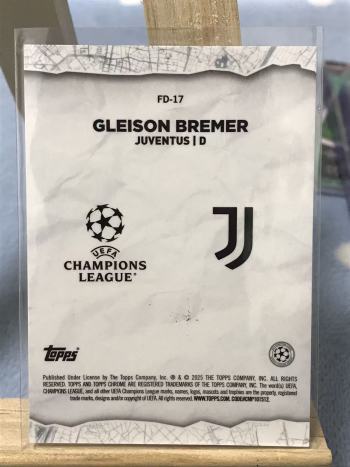 FD-17
GLEISON BREMER
JUVENTUS | D
UEFA
CHAMPIONS
LEAGUE®
Topps
Published Under License by The Topps Company, Inc. ® & © 2025 THE TOPPS COMPANY, INC. ALL RIGHTS
RESERVED. TOPPS AND TOPPS CHROME ARE REGISTERED TRADEMARKS OF THE TOPPS COMPANY, INC. The word(s) UEFA,
CHAMPIONS LEAGUE, and all other UEFA Champions League marks, names, logos, mascots and trophies are the property, registered
trade marks, designs and/or copyright of UEFA. All rights reserved. WWW.TOPPS.COM. CODE#CMP101512.